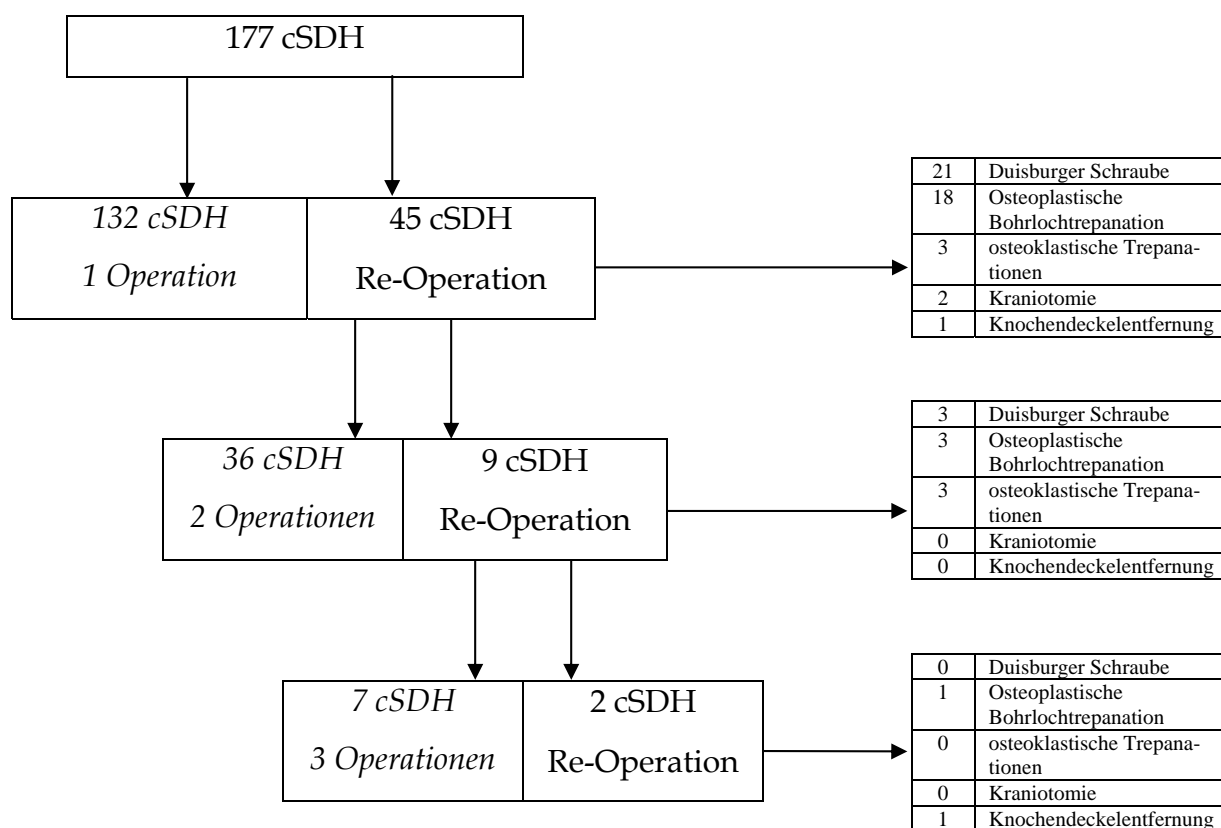 177 cSDH
132 cSDH
1 Operation
45 cSDH
Re-Operation
21 Duisburger Schraube
18 Osteoplastische
Bohrlochtrepanation
3 osteoklastische Trepana-
tionen
2 Kraniotomie
1 Knochendeckelentfernung
36 cSDH
2 Operationen
9 cSDH
Re-Operation
3 Duisburger Schraube
3 Osteoplastische
Bohrlochtrepanation
3 osteoklastische Trepana-
tionen
0 Kraniotomie
0 Knochendeckelentfernung
7 cSDH
3 Operationen
2 cSDH
Re-Operation
0 Duisburger Schraube
1 Osteoplastische
Bohrlochtrepanation
0 osteoklastische Trepana-
tionen
0 Kraniotomie
1 Knochendeckelentfernung